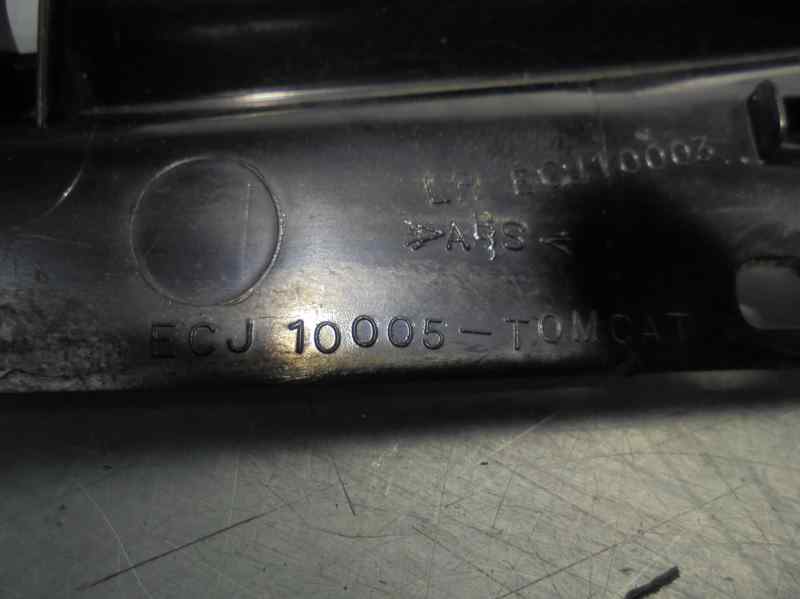 LH ECJ10003
>ABS<
ECJ 10005-TOMCAT